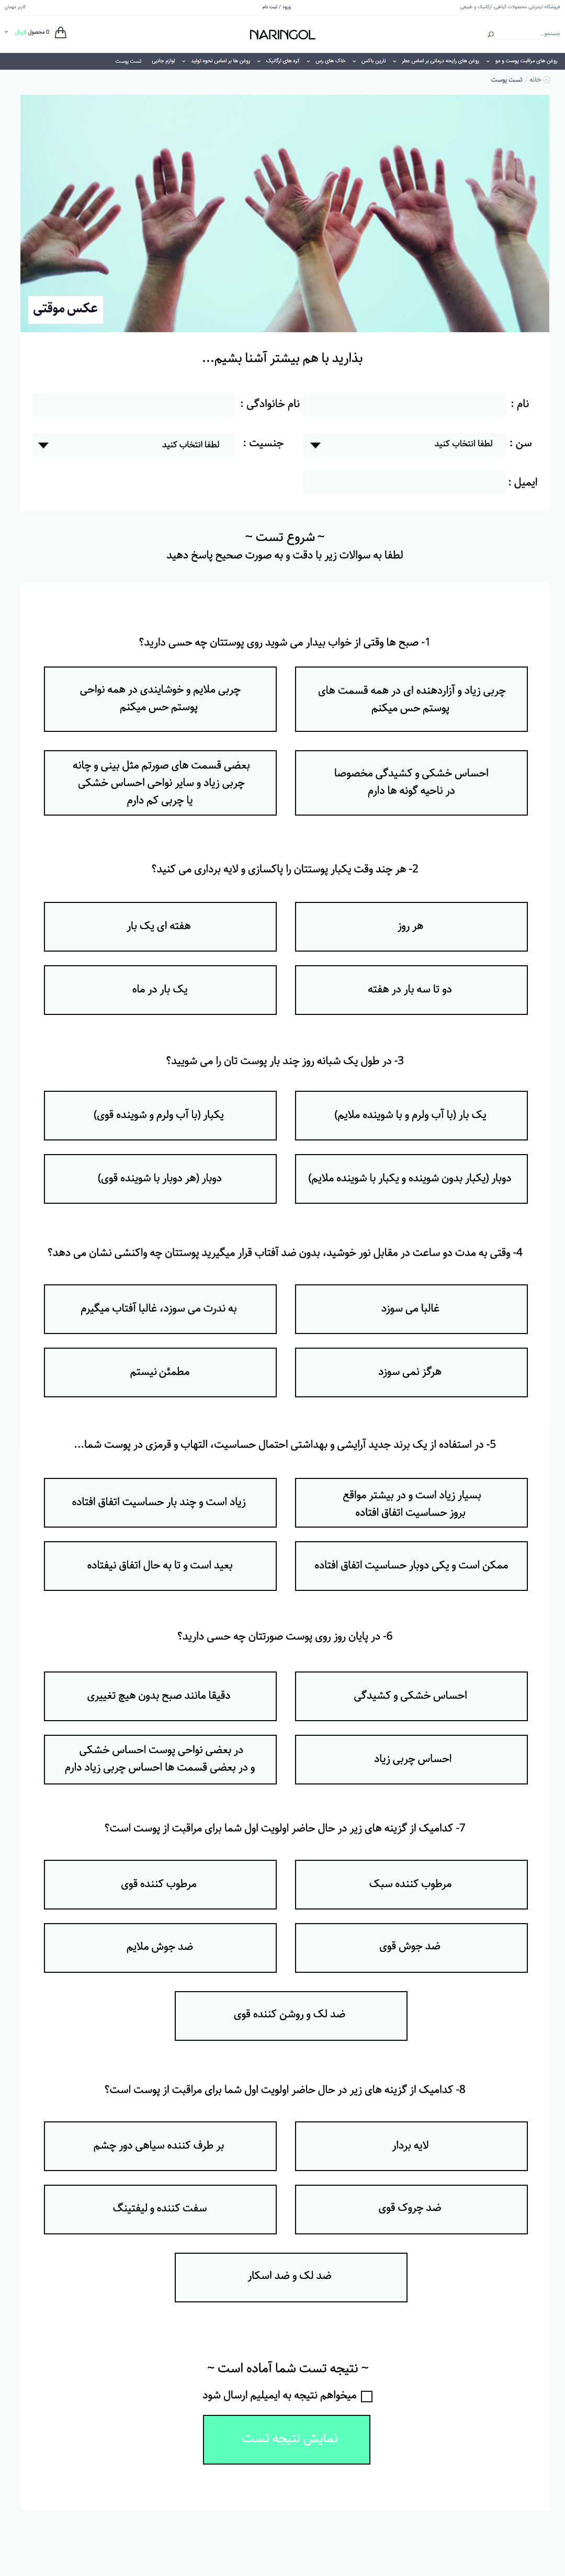 فروشگاه اینترنتی محصولات گیاهی، ارگانیک و طبیعی
ورود / ثبت نام
کاربر مهمان
جستجو...
NARINGOL
0 محصول 0ریال
روغن های مراقبت پوست و مو
روغن های رایحه درمانی بر اساس عطر
نارین باکس
خاک های رس
کره های ارگانیک
روغن ها بر اساس نحوه تولید
لوازم جانبی
تست پوست
خانه / تست پوست
عکس موقتی
بذارید با هم بیشتر آشنا بشیم...
نام :
نام خانوادگی :
سن :
لطفا انتخاب کنید
جنسیت :
لطفا انتخاب کنید
ایمیل :
~ شروع تست ~
لطفا به سوالات زیر با دقت و به صورت صحیح پاسخ دهید
1- صبح ها وقتی از خواب بیدار می شوید روی پوستتان چه حسی دارید؟
چربی زیاد و آزاردهنده ای در همه قسمت های
پوستم حس میکنم
چربی ملایم و خوشایندی در همه نواحی
پوستم حس میکنم
احساس خشکی و کشیدگی مخصوصا
در ناحیه گونه ها دارم
بعضی قسمت های صورتم مثل بینی و چانه
چربی زیاد و سایر نواحی احساس خشکی
یا چربی کم دارم
2- هر چند وقت یکبار پوستتان را پاکسازی و لایه برداری می کنید؟
هر روز
هفته ای یک بار
دو تا سه بار در هفته
یک بار در ماه
3- در طول یک شبانه روز چند بار پوست تان را می شویید؟
یک بار (با آب ولرم و با شوینده ملایم)
یکبار (با آب ولرم و شوینده قوی)
دوبار (یکبار بدون شوینده و یکبار با شوینده ملایم)
دوبار (هر دوبار با شوینده قوی)
4- وقتی به مدت دو ساعت در مقابل نور خوشید، بدون ضد آفتاب قرار میگیرید پوستتان چه واکنشی نشان می دهد؟
غالبا می سوزد
به ندرت می سوزد، غالبا آفتاب میگیرم
هرگز نمی سوزد
مطمئن نیستم
5- در استفاده از یک برند جدید آرایشی و بهداشتی احتمال حساسیت، التهاب و قرمزی در پوست شما...
بسیار زیاد است و در بیشتر مواقع
بروز حساسیت اتفاق افتاده
زیاد است و چند بار حساسیت اتفاق افتاده
ممکن است و یکی دوبار حساسیت اتفاق افتاده
بعید است و تا به حال اتفاق نیفتاده
6- در پایان روز روی پوست صورتتان چه حسی دارید؟
احساس خشکی و کشیدگی
دقیقا مانند صبح بدون هیچ تغییری
احساس چربی زیاد
در بعضی نواحی پوست احساس خشکی
و در بعضی قسمت ها احساس چربی زیاد دارم
7- کدامیک از گزینه های زیر در حال حاضر اولویت اول شما برای مراقبت از پوست است؟
مرطوب کننده سبک
مرطوب کننده قوی
ضد جوش قوی
ضد جوش ملایم
ضد لک و روشن کننده قوی
8- کدامیک از گزینه های زیر در حال حاضر اولویت اول شما برای مراقبت از پوست است؟
لایه بردار
بر طرف کننده سیاهی دور چشم
ضد چروک قوی
سفت کننده و لیفتینگ
ضد لک و ضد اسکار
~ نتیجه تست شما آماده است ~
میخواهم نتیجه به ایمیلیم ارسال شود
نمایش نتیجه تست